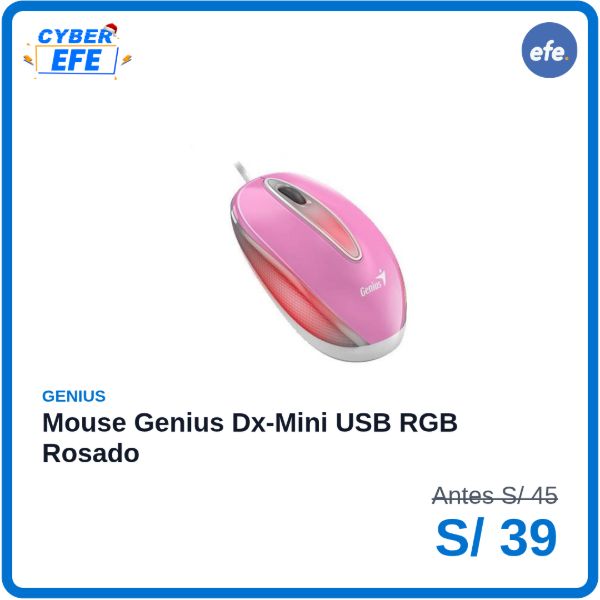 CYBER
EFE
efe.
Genius
GENIUS
Mouse Genius Dx-Mini USB RGB
Rosado
Antes S/ 45
S/ 39